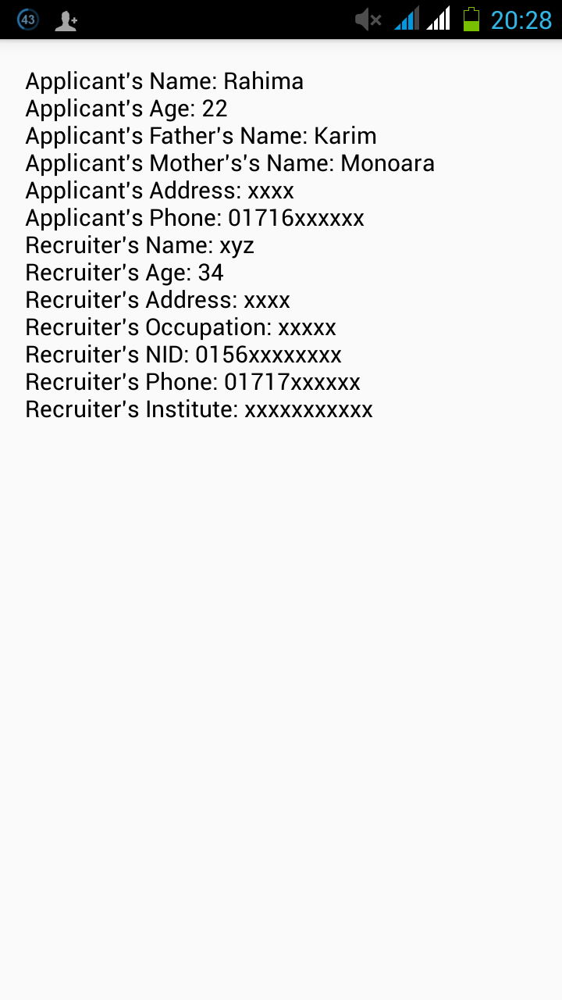 43
20:28
Applicant's Name: Rahima
Applicant's Age: 22
Applicant's Father's Name: Karim
Applicant's Mother's's Name: Monoara
Applicant's Address: xxxx
Applicant's Phone: 01716xxxxxx
Recruiter's Name: xyz
Recruiter's Age: 34
Recruiter's Address: xxxx
Recruiter's Occupation: xxxxx
Recruiter's NID: 0156xxxxxxxx
Recruiter's Phone: 01717xxxxxx
Recruiter's Institute: xxxxxxxxxxx